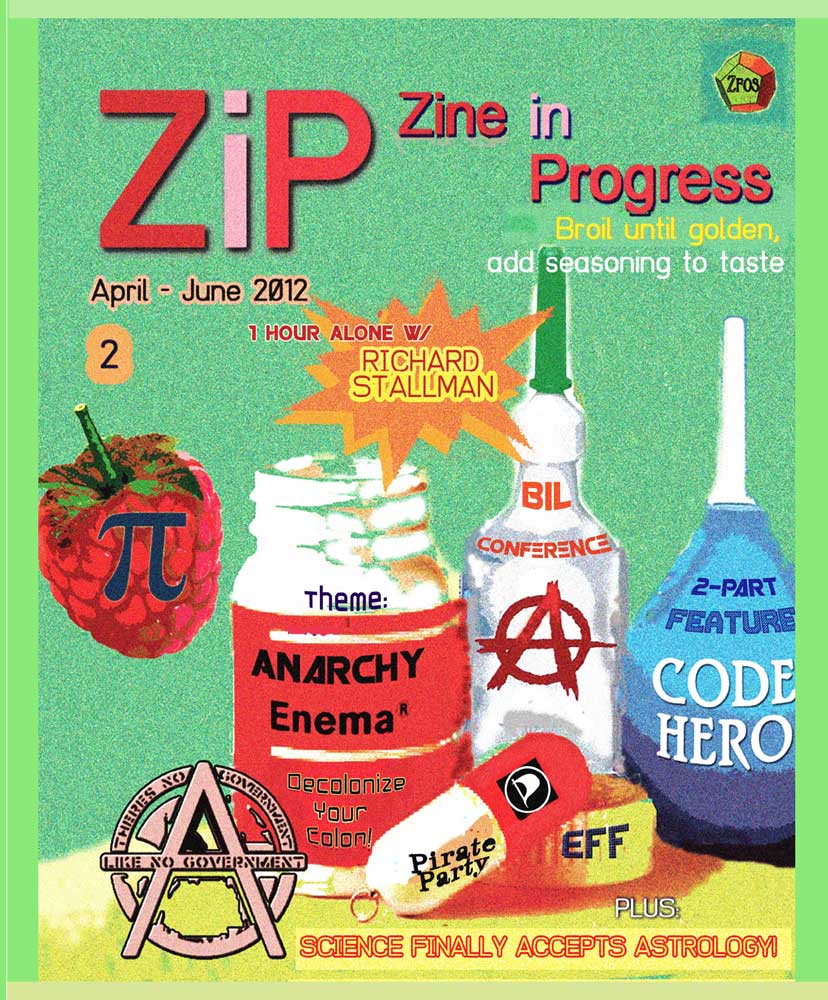 ZiP
Zine in
Progress
ZFOS
Broil until golden,
add seasoning to taste
April - June 2012
2
1 HOUR ALONE W/
RICHARD
STALLMAN
π
BIL
CONFERENCE
A
2-PART
FEATURE
CODE
HERO
Theme:
ANARCHY
Enema®
Decolonize
Your
Colon!
THERE'S NO GOVERNMENT
LIKE NO GOVERNMENT
Pirate
Party
EFF
PLUS:
SCIENCE FINALLY ACCEPTS ASTROLOGY!